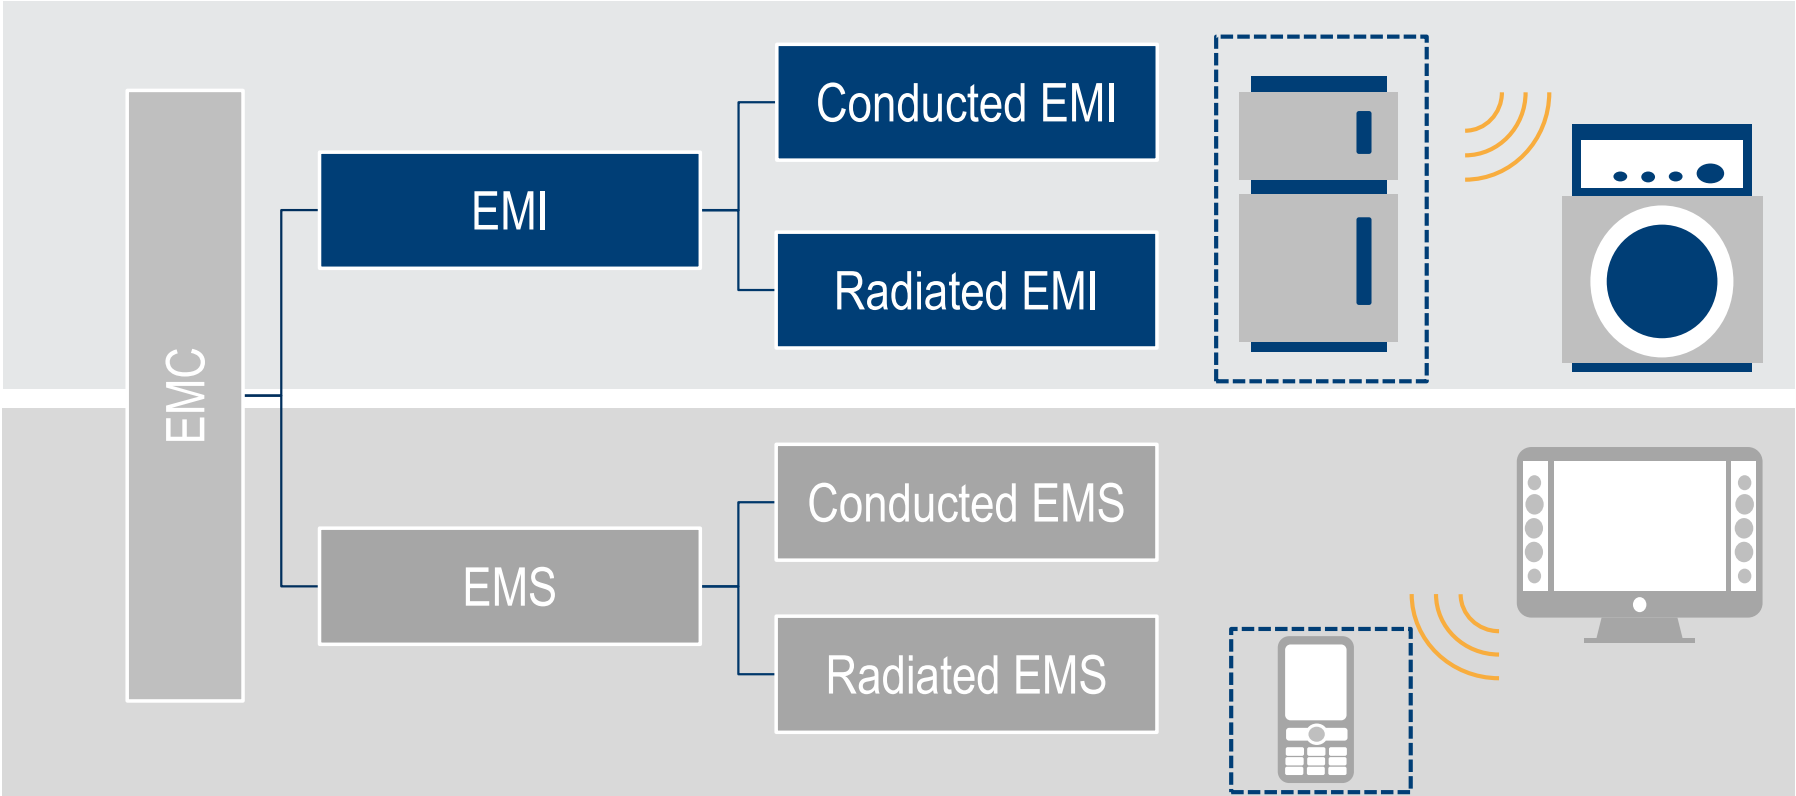 EMC
EMI
Conducted EMI
Radiated EMI
EMS
Conducted EMS
Radiated EMS